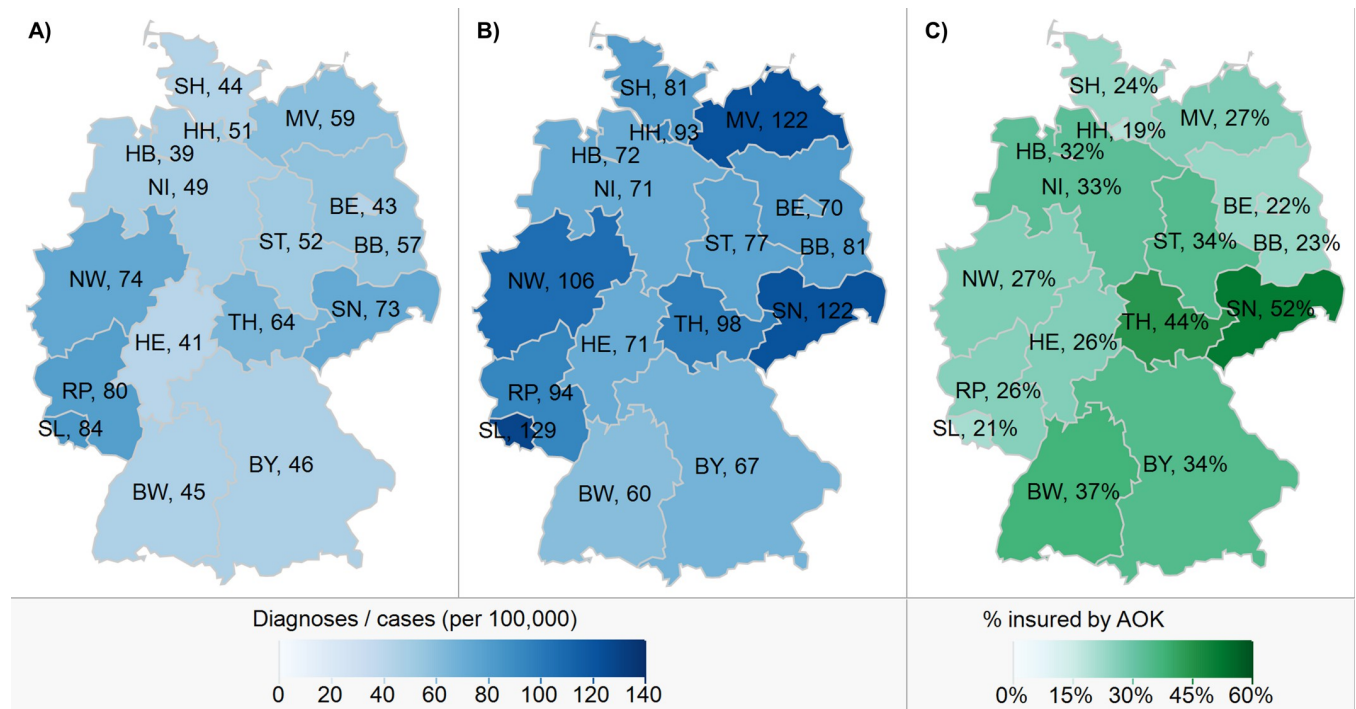 A)
SH, 44
MV, 59
HH, 51
HB, 39
NI, 49
BE, 43
ST, 52
BB, 57
NW, 74
SN, 73
TH, 64
HE, 41
RP, 80
SL, 84
BY, 46
BW, 45
B)
SH, 81
MV, 122
HH, 93
HB, 72
NI, 71
BE, 70
ST, 77
BB, 81
NW, 106
SN, 122
TH, 98
HE, 71
RP, 94
SL, 129
BY, 67
BW, 60
C)
SH, 24%
MV, 27%
HH, 19%
HB, 32%
NI, 33%
BE, 22%
ST, 34%
BB, 23%
NW, 27%
SN, 52%
TH, 44%
HE, 26%
RP, 26%
SL, 21%
BY, 34%
BW, 37%
Diagnoses / cases (per 100,000)
0 20 40 60 80 100 120 140
% insured by AOK
0% 15% 30% 45% 60%